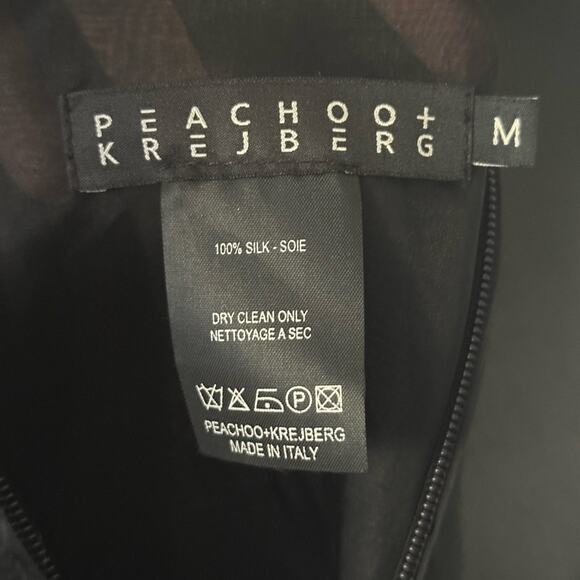 PEACHOO+
KREJBERG
M
100% SILK - SOIE
DRY CLEAN ONLY
NETTOYAGE A SEC
P
PEACHOO+KREJBERG
MADE IN ITALY